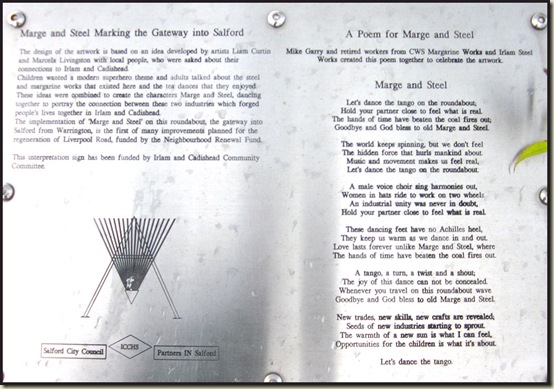 Marge and Steel Marking the Gateway into Salford
The design of the artwork is based on an idea developed by artists Liam Curtin
and Marcela Livingston with local people, who were asked about their
connections to Irlam and Cadishead.
Children wanted a modern superhero theme and adults talked about the steel
and margarine works that existed here and the tea dances that they enjoyed.
These ideas were combined to create the characters Marge and Steel, dancing
together to portray the connection between these two industries which forged
people's lives together in Irlam and Cadishead.
The implementation of 'Marge and Steel' on this roundabout, the gateway into
Salford from Warrington, is the first of many improvements planned for the
regeneration of Liverpool Road, funded by the Neighbourhood Renewal Fund.
This interpretation sign has been funded by Irlam and Cadishead Community
Committee.
Salford City Council
ICCHS
Partners IN Salford
A Poem for Marge and Steel
Mike Garry and retired workers from CWS Margarine Works and Irlam Steel
Works created this poem together to celebrate the artwork.
Marge and Steel
Let's dance the tango on the roundabout;
Hold your partner close to feel what is real.
The hands of time have beaten the coal fires out;
Goodbye and God bless to old Marge and Steel.
The world keeps spinning, but we don't feel
The hidden force that hurls mankind about.
Music and movement makes us feel real,
Let's dance the tango on the roundabout.
A male voice choir sing harmonies out,
Women in hats ride to work on two wheels.
An industrial unity was never in doubt,
Hold your partner close to feel what is real.
These dancing feet have no Achilles heel,
They keep us warm as we dance in and out.
Love lasts forever unlike Marge and Steel, where
The hands of time have beaten the coal fires out.
A tango, a turn, a twist and a shout;
The joy of this dance can not be concealed.
Whenever you travel on this roundabout wave
Goodbye and God bless to old Marge and Steel.
New trades, new skills, new crafts are revealed;
Seeds of new industries starting to sprout.
The warmth of a new sun is what I can feel,
Opportunities for the children is what it's about.
Let's dance the tango.